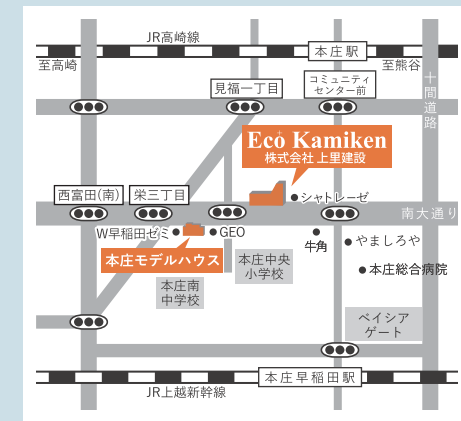 JR高崎線
本庄駅
至高崎
至熊谷
十間道路
見福一丁目
コミュニティ
センター前
Eco Kamiken
株式会社 上里建設
シャトレーゼ
西富田(南)
栄三丁目
南大通り
W早稲田ゼミ
GEO
牛角
やましろや
本庄モデルハウス
本庄中央
小学校
本庄総合病院
本庄南
中学校
ベイシア
ゲート
本庄早稲田駅
JR上越新幹線